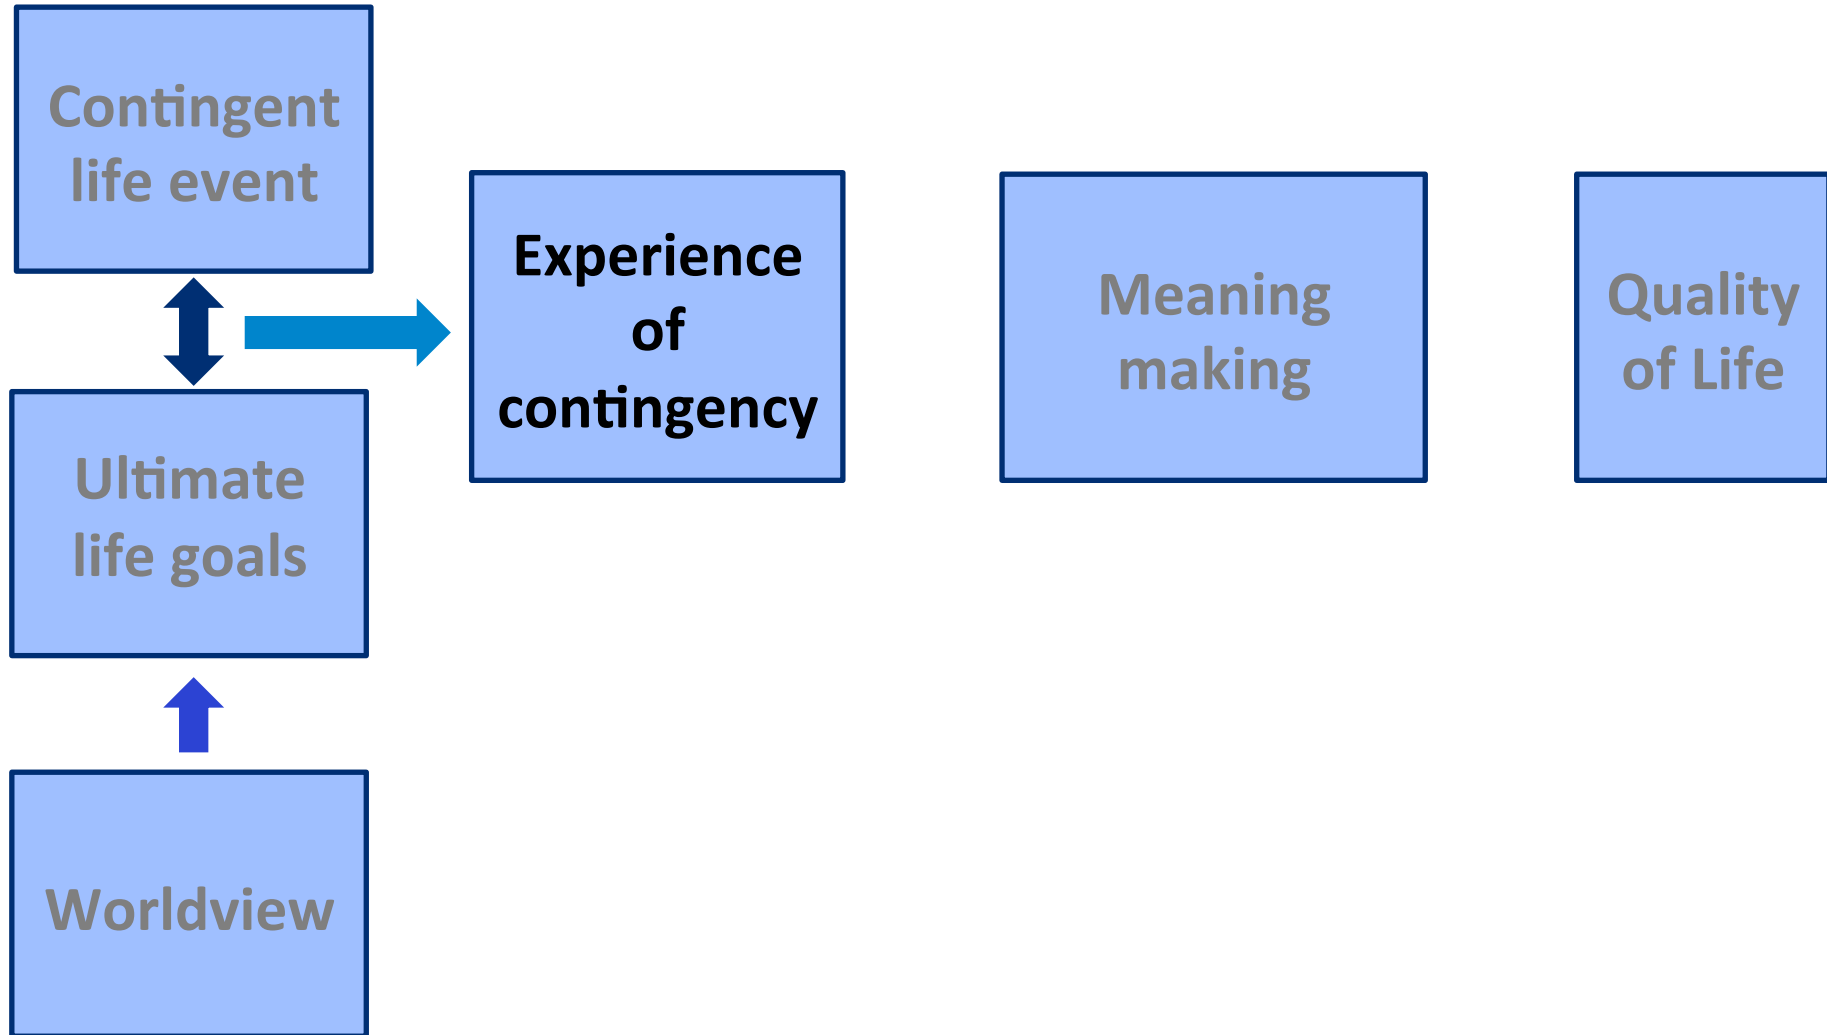 Contingent
life event
Experience
of
contingency
Meaning
making
Quality
of Life
Ultimate
life goals
Worldview